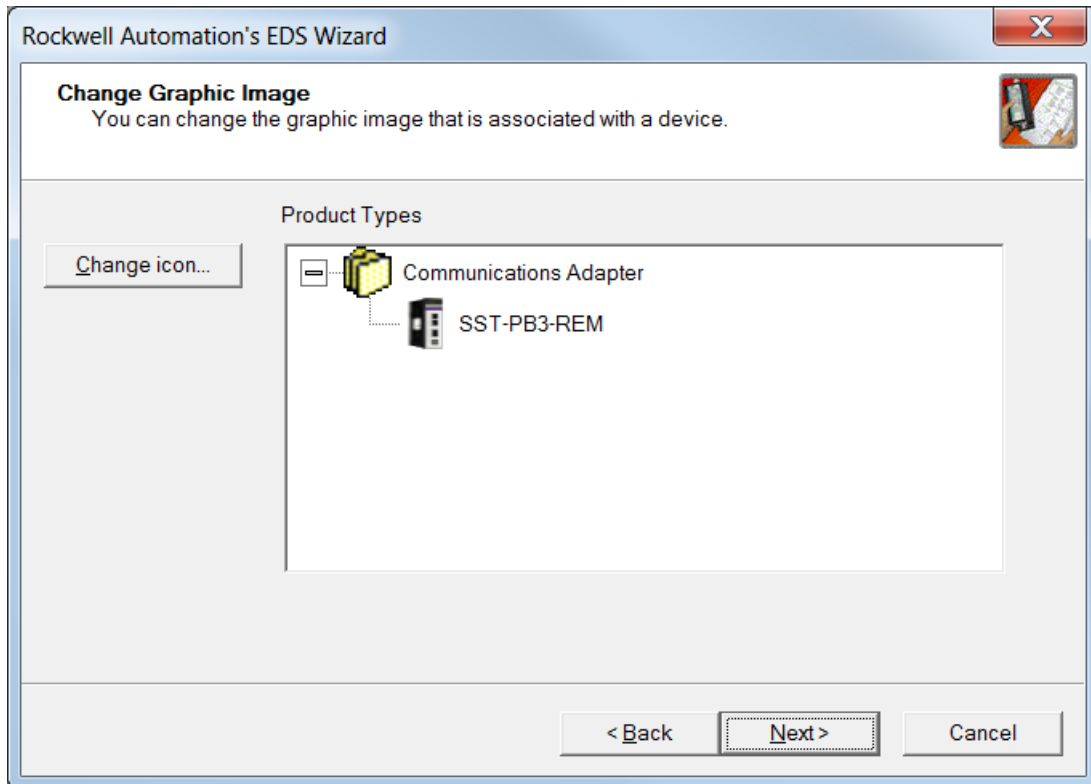 Rockwell Automation's EDS Wizard
X
Change Graphic Image
You can change the graphic image that is associated with a device.
Product Types
Change icon...
Communications Adapter
SST-PB3-REM
< Back
Next >
Cancel